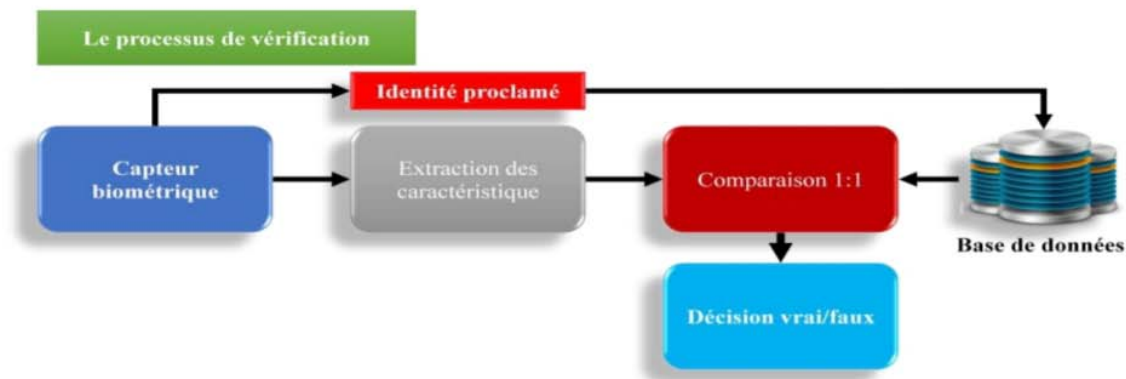 Le processus de vérification
Identité proclamé
Capteur
biométrique
Extraction des
caractéristique
Comparaison 1:1
Base de données
Décision vrai/faux